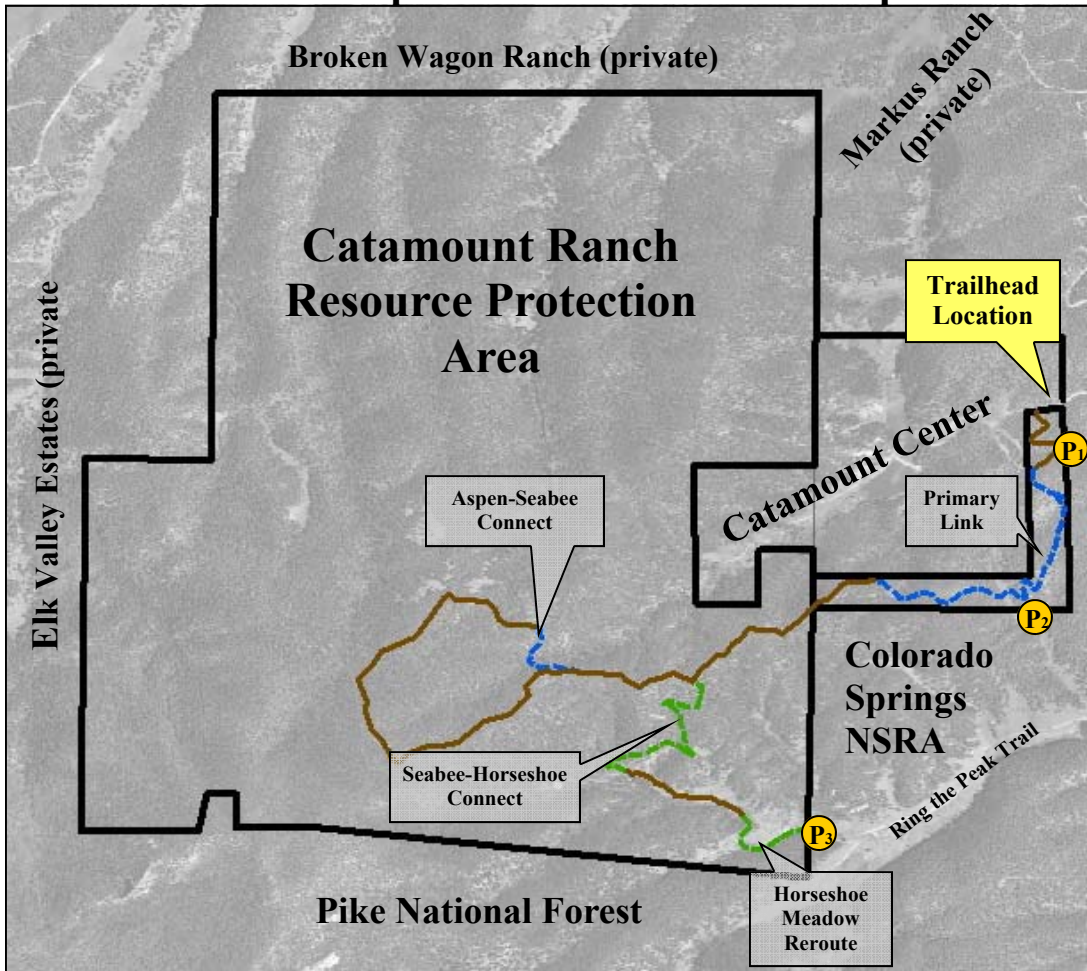 Broken Wagon Ranch (private)
Markus Ranch
(private)
Catamount Ranch
Resource Protection
Area
Trailhead
Location
Elk Valley Estates (private
Catamount Center
P1
Aspen-Seabee
Connect
Primary
Link
P2
Colorado
Springs
NSRA
Seabee-Horseshoe
Connect
Ring the Peak Trail
P3
Horseshoe
Meadow
Reroute
Pike National Forest